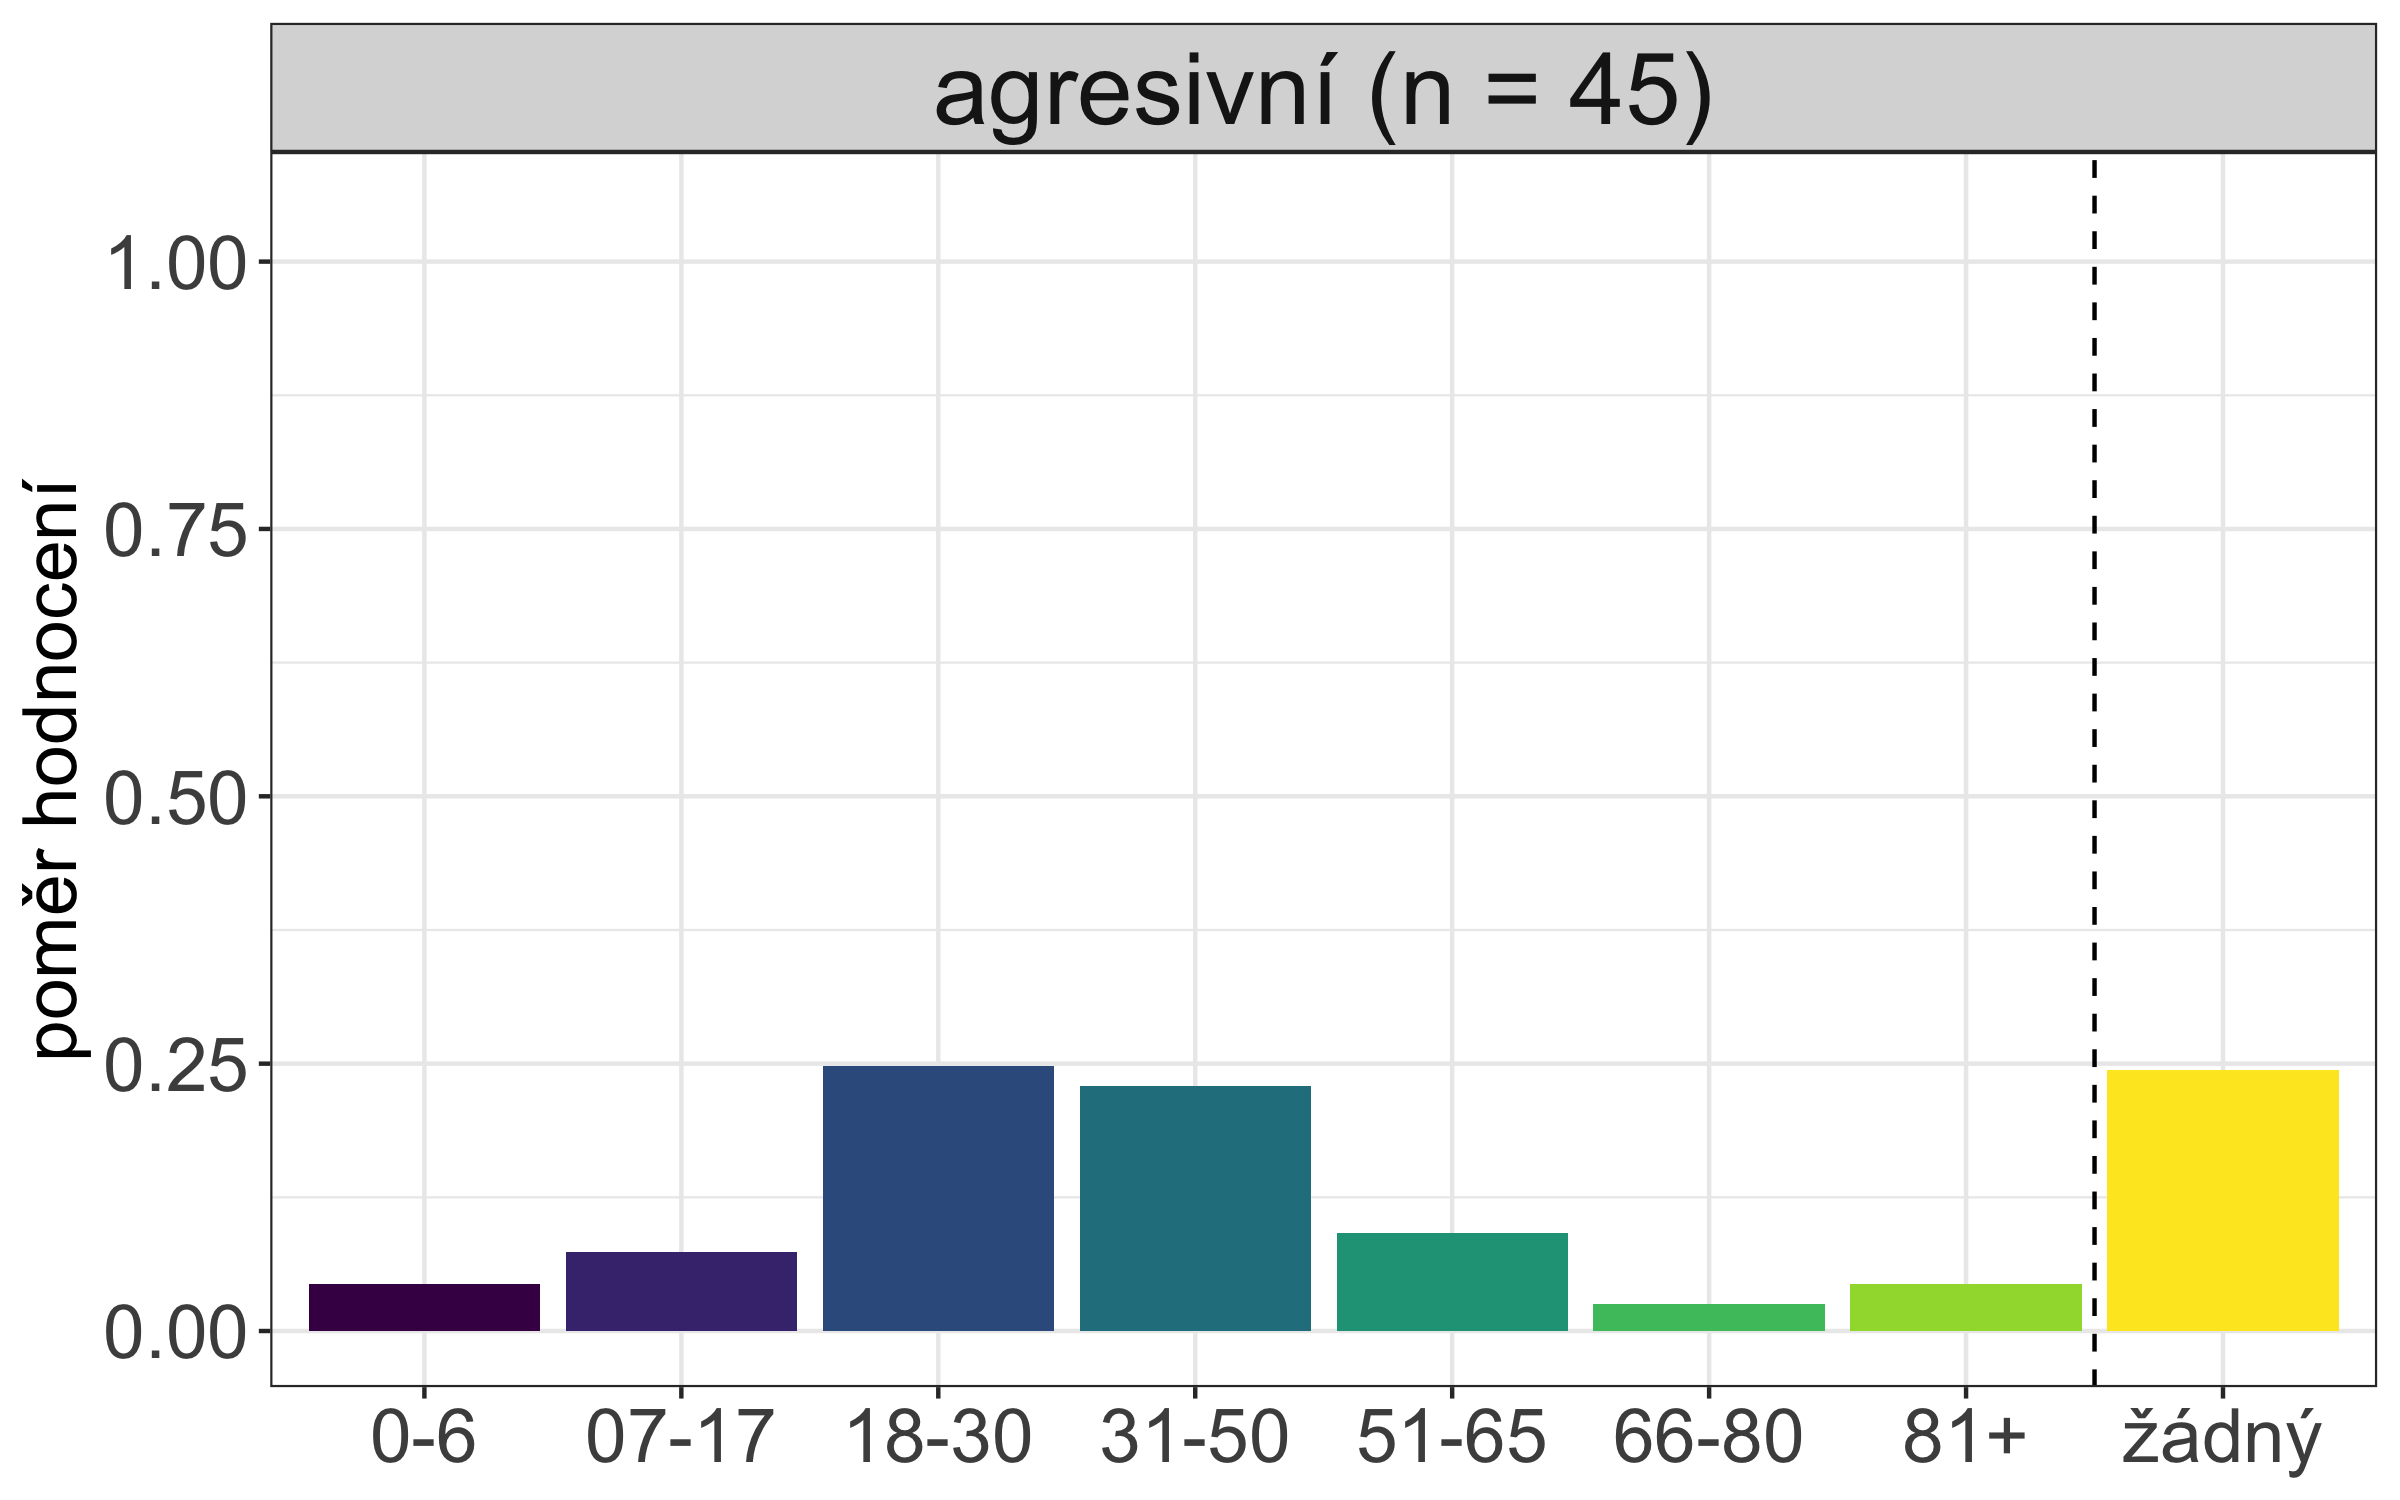 agresivní (n = 45)
poměr hodnocení
1.00
0.75
0.50
0.25
0.00
0-6 07-17 18-30 31-50 51-65 66-80 81+ žádný